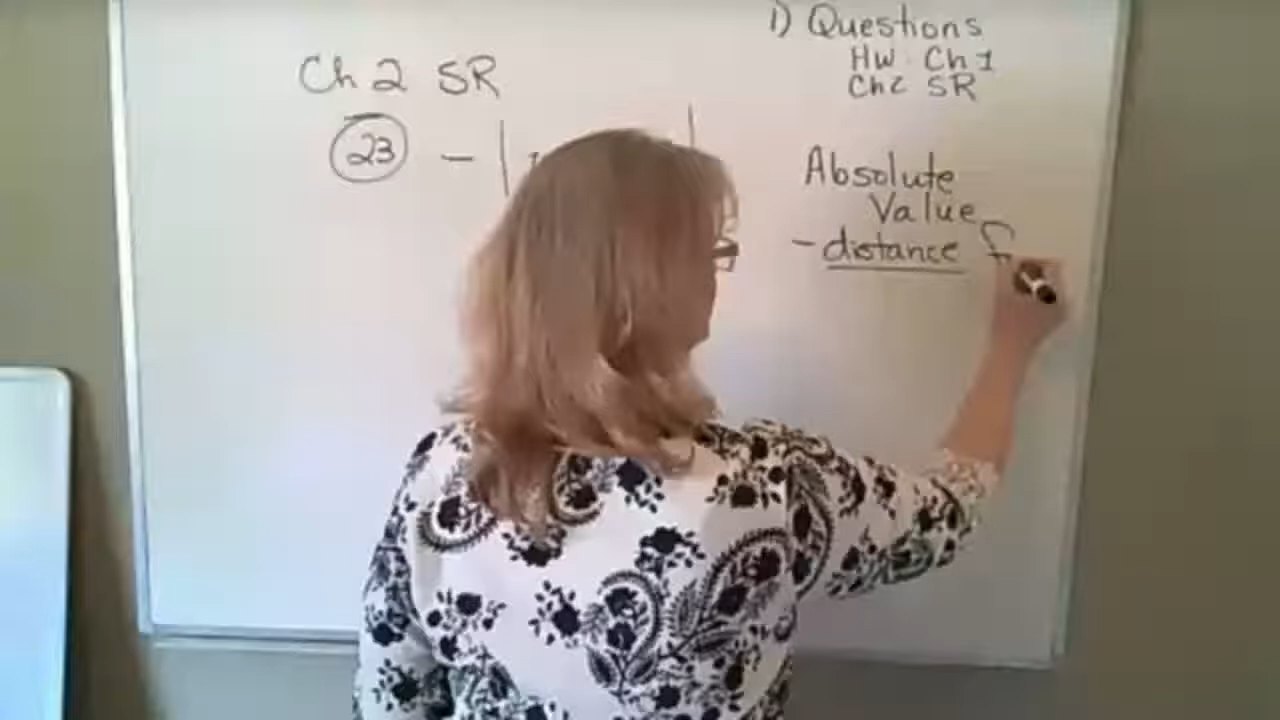 Ch 2 SR
23 - |
|
1) Questions
HW Ch 1
Ch2 SR
Absolute
Value
- distance f